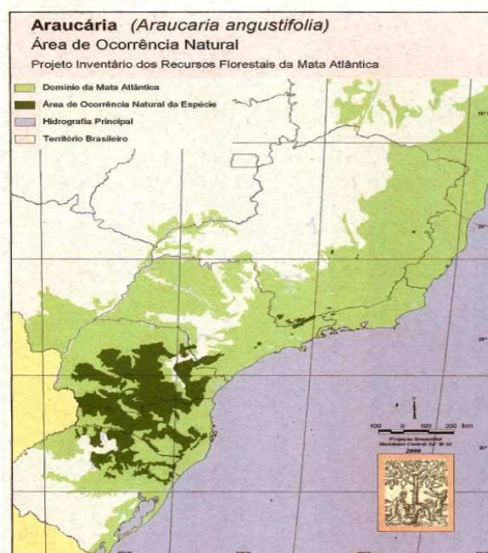 Araucária (Araucaria angustifolia)
Área de Ocorrência Natural
Projeto Inventário dos Recursos Florestais da Mata Atlântica
Domínio da Mata Atlântica
Área de Ocorrência Natural da Espécie
Hidrografia Principal
Território Brasileiro
100 0 100 200 km
2000